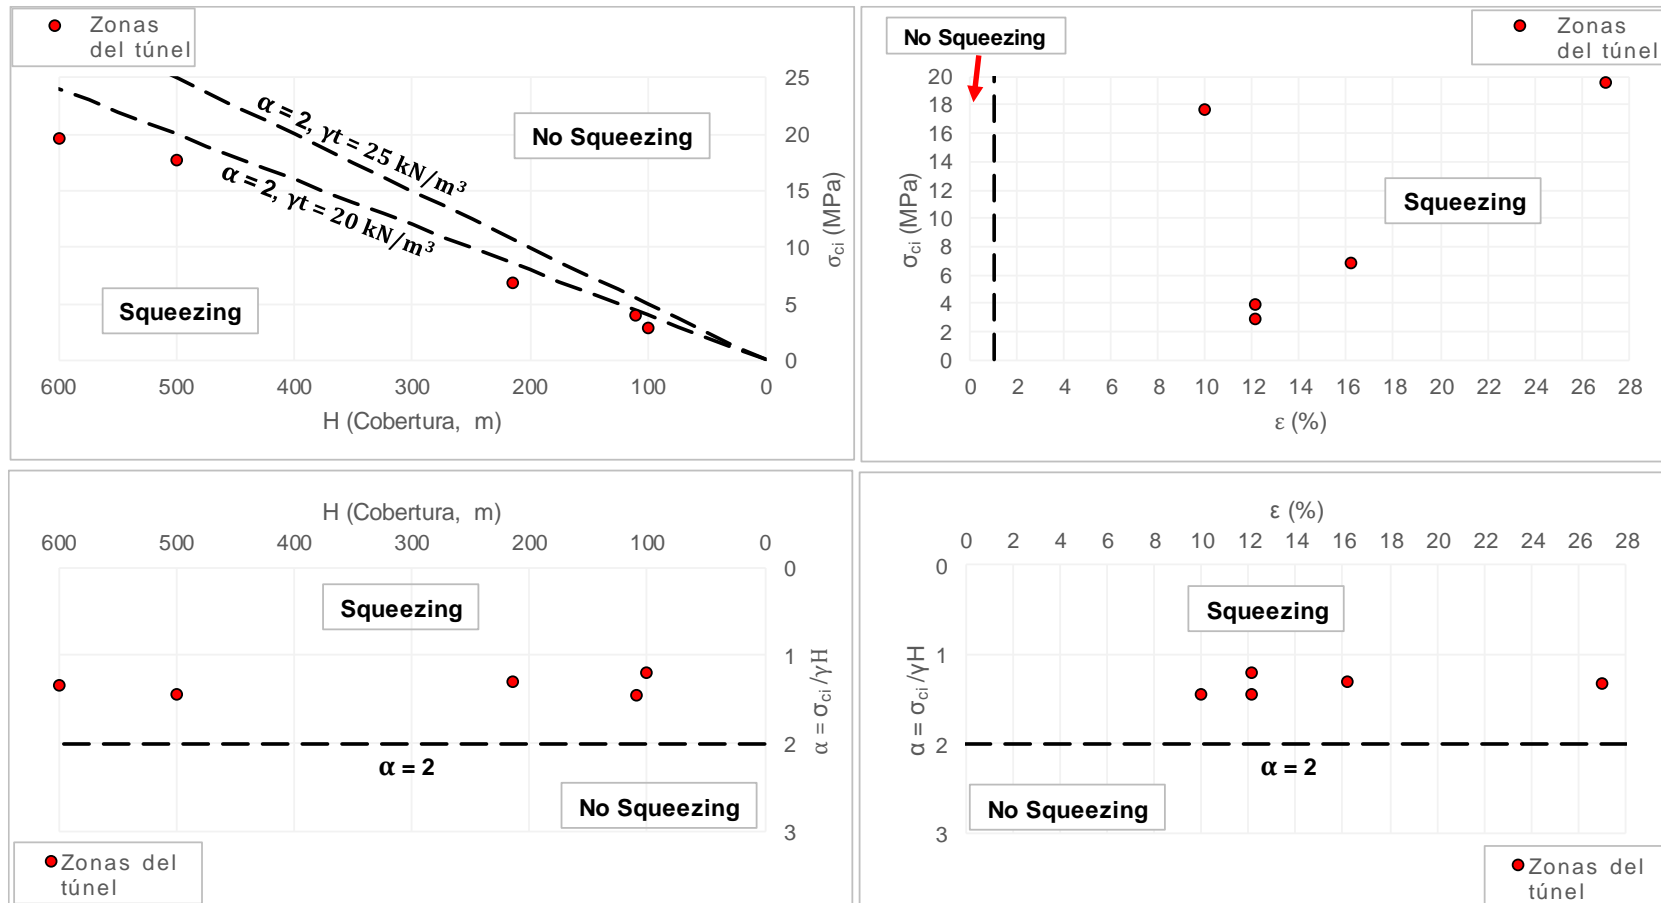 Zonas
del túnel
25
20
15
10
5
0
α = 2, γt = 25 kN/m³
α = 2, γt = 20 kN/m³
No Squeezing
Squeezing
σci (MPa)
600 500 400 300 200 100 0
H (Cobertura, m)
No Squeezing
Zonas
del túnel
20
18
16
14
12
10
8
6
4
2
0
σci (MPa)
Squeezing
0 2 4 6 8 10 12 14 16 18 20 22 24 26 28
ε (%)
H (Cobertura, m)
600 500 400 300 200 100 0
0
1
2
3
Squeezing
α = σci /γH
α = 2
No Squeezing
Zonas del
túnel
ε (%)
0 2 4 6 8 10 12 14 16 18 20 22 24 26 28
0
1
2
3
Squeezing
α = σci /γH
α = 2
No Squeezing
Zonas del
túnel